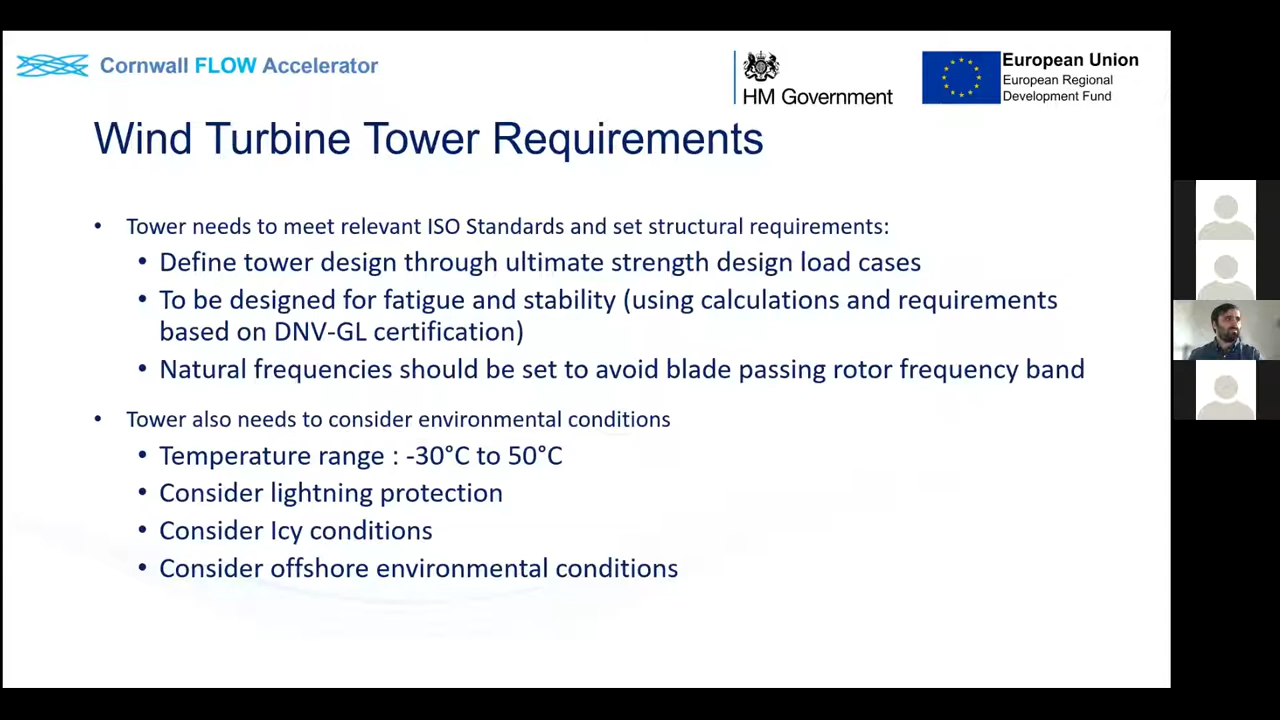 Cornwall FLOW Accelerator
HM Government
European Union
European Regional
Development Fund
Wind Turbine Tower Requirements
• Tower needs to meet relevant ISO Standards and set structural requirements:
• Define tower design through ultimate strength design load cases
• To be designed for fatigue and stability (using calculations and requirements
based on DNV-GL certification)
• Natural frequencies should be set to avoid blade passing rotor frequency band
• Tower also needs to consider environmental conditions
• Temperature range : -30°C to 50°C
• Consider lightning protection
• Consider Icy conditions
• Consider offshore environmental conditions